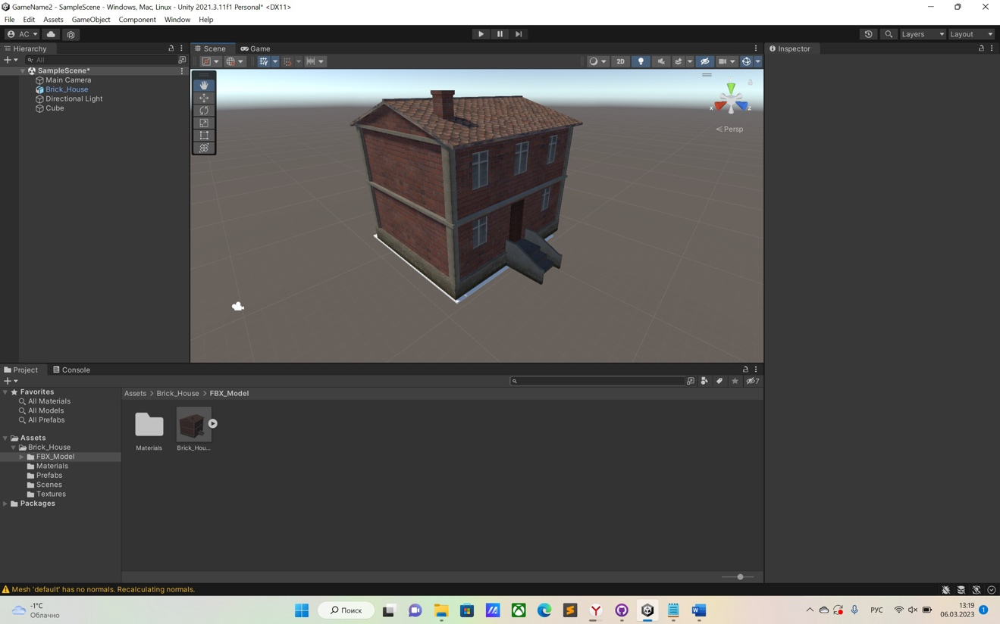 GameName2 - SampleScene - Windows, Mac, Linux - Unity 2021.3.11f1 Personal* <DX11>
File Edit Assets GameObject Component Window Help
AC Layers Layout
Hierarchy Scene Game Inspector
All 2D
SampleScene*
Main Camera
Brick_House
Directional Light
Cube
x z
Persp
Project Console
7
Favorites
All Materials
All Models
All Prefabs
Assets
Brick_House
FBX_Model
Materials
Prefabs
Scenes
Textures
Packages
Assets > Brick_House > FBX_Model
Materials Brick_Hou...
Mesh 'default' has no normals. Recalculating normals.
-1°C
Облачно
Поиск
РУС
13:19
06.03.2023
1